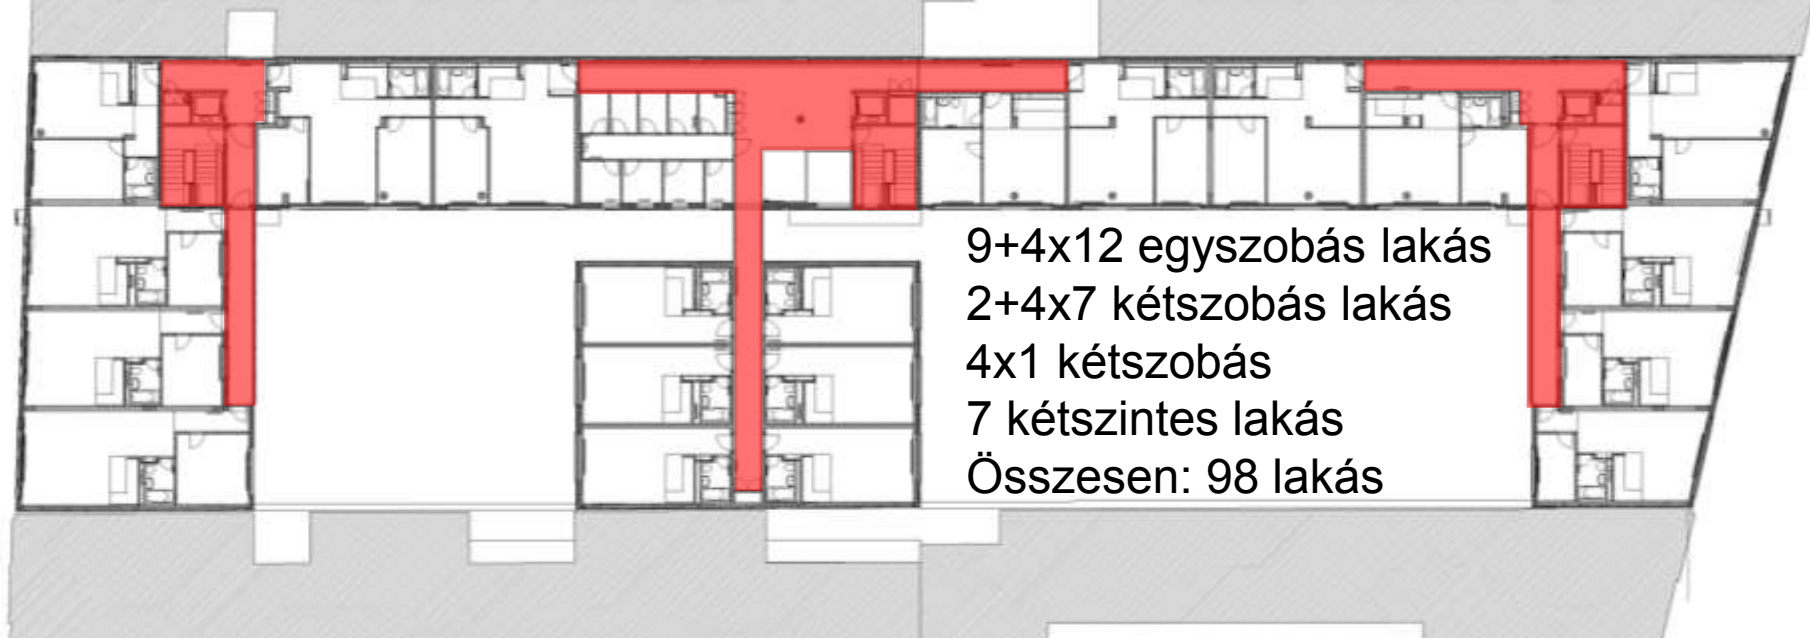 9+4x12 egyszobás lakás
2+4x7 kétszobás lakás
4x1 kétszobás
7 kétszintes lakás
Összesen: 98 lakás